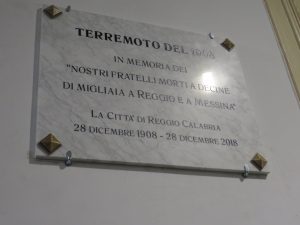 TERREMOTO DEL 1908
IN MEMORIA DEI
"NOSTRI FRATELLI MORTI A DECINE
DI MIGLIAIA A REGGIO E A MESSINA"
LA CITTÀ DI REGGIO CALABRIA
28 DICEMBRE 1908 - 28 DICEMBRE 2018